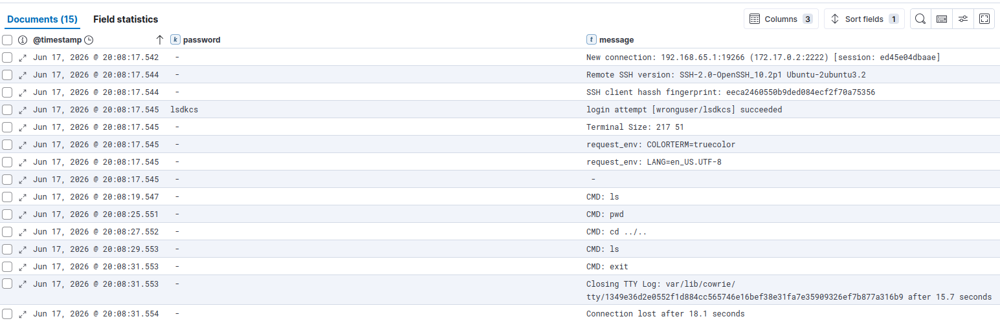 Documents (15) Field statistics Columns 3 Sort fields 1
@timestamp k password t message
Jun 17, 2026 @ 20:08:17.542 - New connection: 192.168.65.1:19266 (172.17.0.2:2222) [session: ed45e04dbaae]
Jun 17, 2026 @ 20:08:17.544 - Remote SSH version: SSH-2.0-OpenSSH_10.2p1 Ubuntu-2ubuntu3.2
Jun 17, 2026 @ 20:08:17.544 - SSH client hassh fingerprint: eeca2460550b9ded084ecf2f70a75356
Jun 17, 2026 @ 20:08:17.545 lsdkcs login attempt [wronguser/lsdkcs] succeeded
Jun 17, 2026 @ 20:08:17.545 - Terminal Size: 217 51
Jun 17, 2026 @ 20:08:17.545 - request_env: COLORTERM=truecolor
Jun 17, 2026 @ 20:08:17.545 - request_env: LANG=en_US.UTF-8
Jun 17, 2026 @ 20:08:17.545 - -
Jun 17, 2026 @ 20:08:19.547 - CMD: ls
Jun 17, 2026 @ 20:08:25.551 - CMD: pwd
Jun 17, 2026 @ 20:08:27.552 - CMD: cd ../..
Jun 17, 2026 @ 20:08:29.553 - CMD: ls
Jun 17, 2026 @ 20:08:31.553 - CMD: exit
Jun 17, 2026 @ 20:08:31.553 - Closing TTY Log: var/lib/cowrie/
tty/1349e36d2e0552f1d884cc565746e16bef38e31fa7e35909326ef7b877a316b9 after 15.7 seconds
Jun 17, 2026 @ 20:08:31.554 - Connection lost after 18.1 seconds